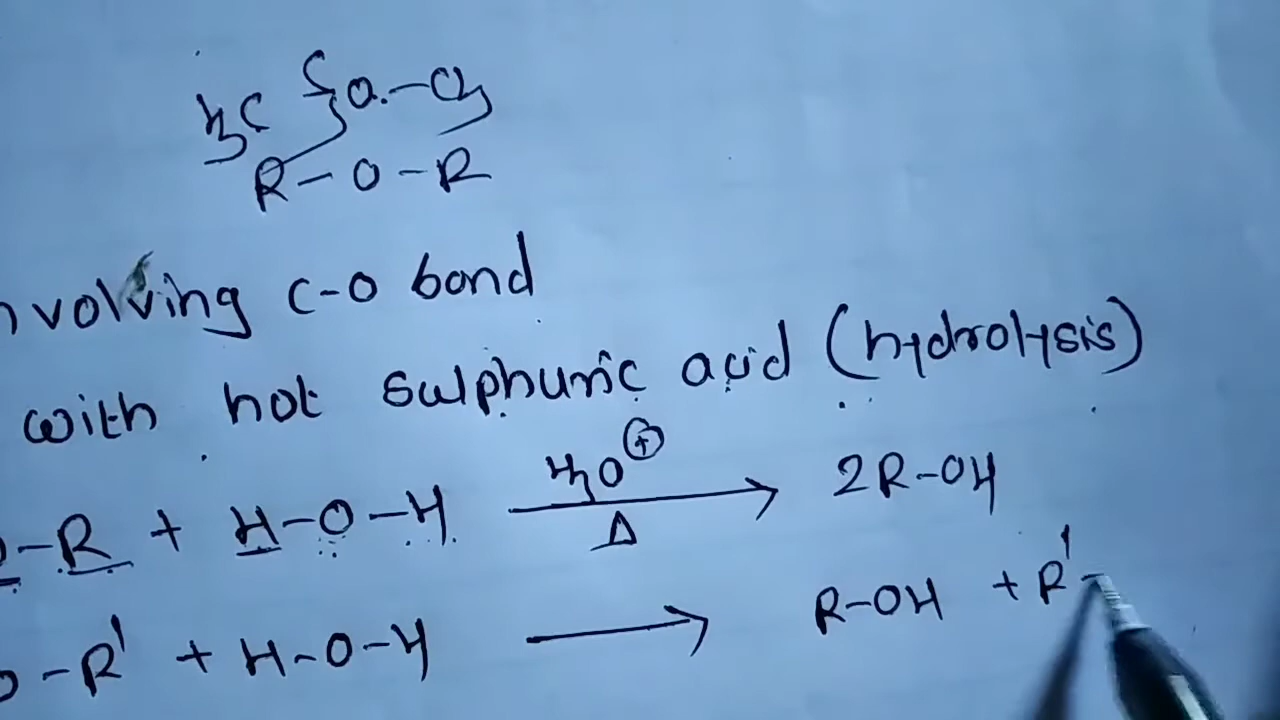 H₃C O-CH₃
R-O-R
nvolving C-O bond
with hot sulphuric acid (hydrolysis)
O-R + H-O-H H₃O⊕ Δ → 2R-OH
O-R' + H-O-H → R-OH + R'-